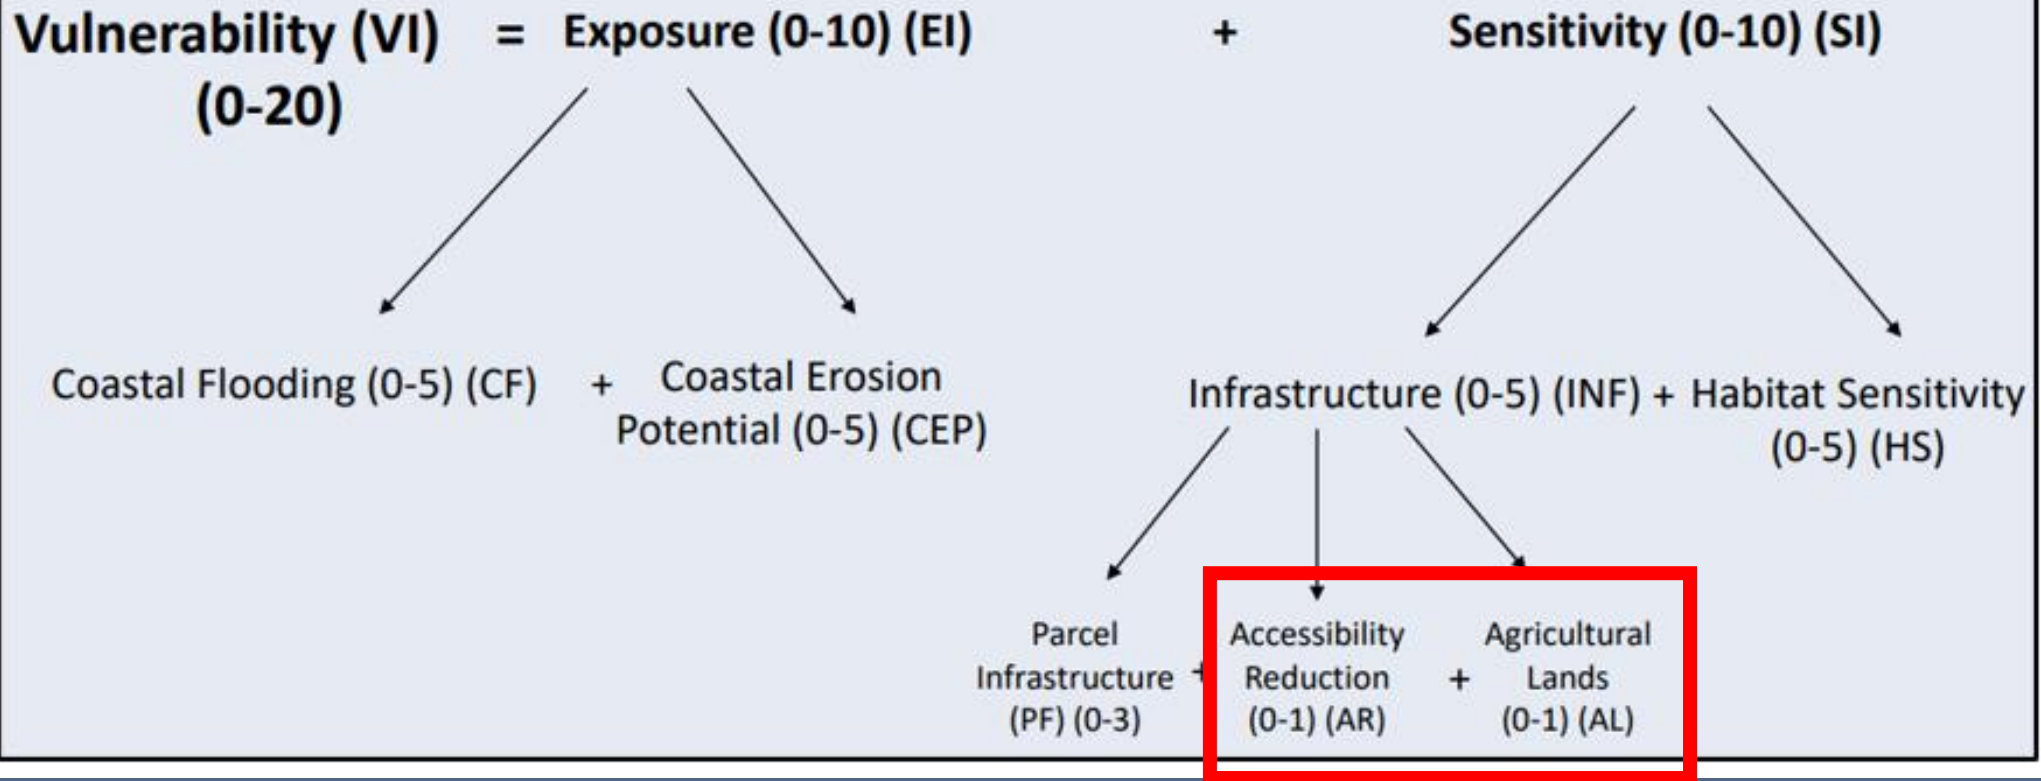 Vulnerability (VI) = Exposure (0-10) (EI) + Sensitivity (0-10) (SI)
(0-20)
Coastal Flooding (0-5) (CF) + Coastal Erosion
Potential (0-5) (CEP)
Infrastructure (0-5) (INF) + Habitat Sensitivity
(0-5) (HS)
Parcel
Infrastructure
(PF) (0-3)
+
Accessibility
Reduction
(0-1) (AR)
+
Agricultural
Lands
(0-1) (AL)